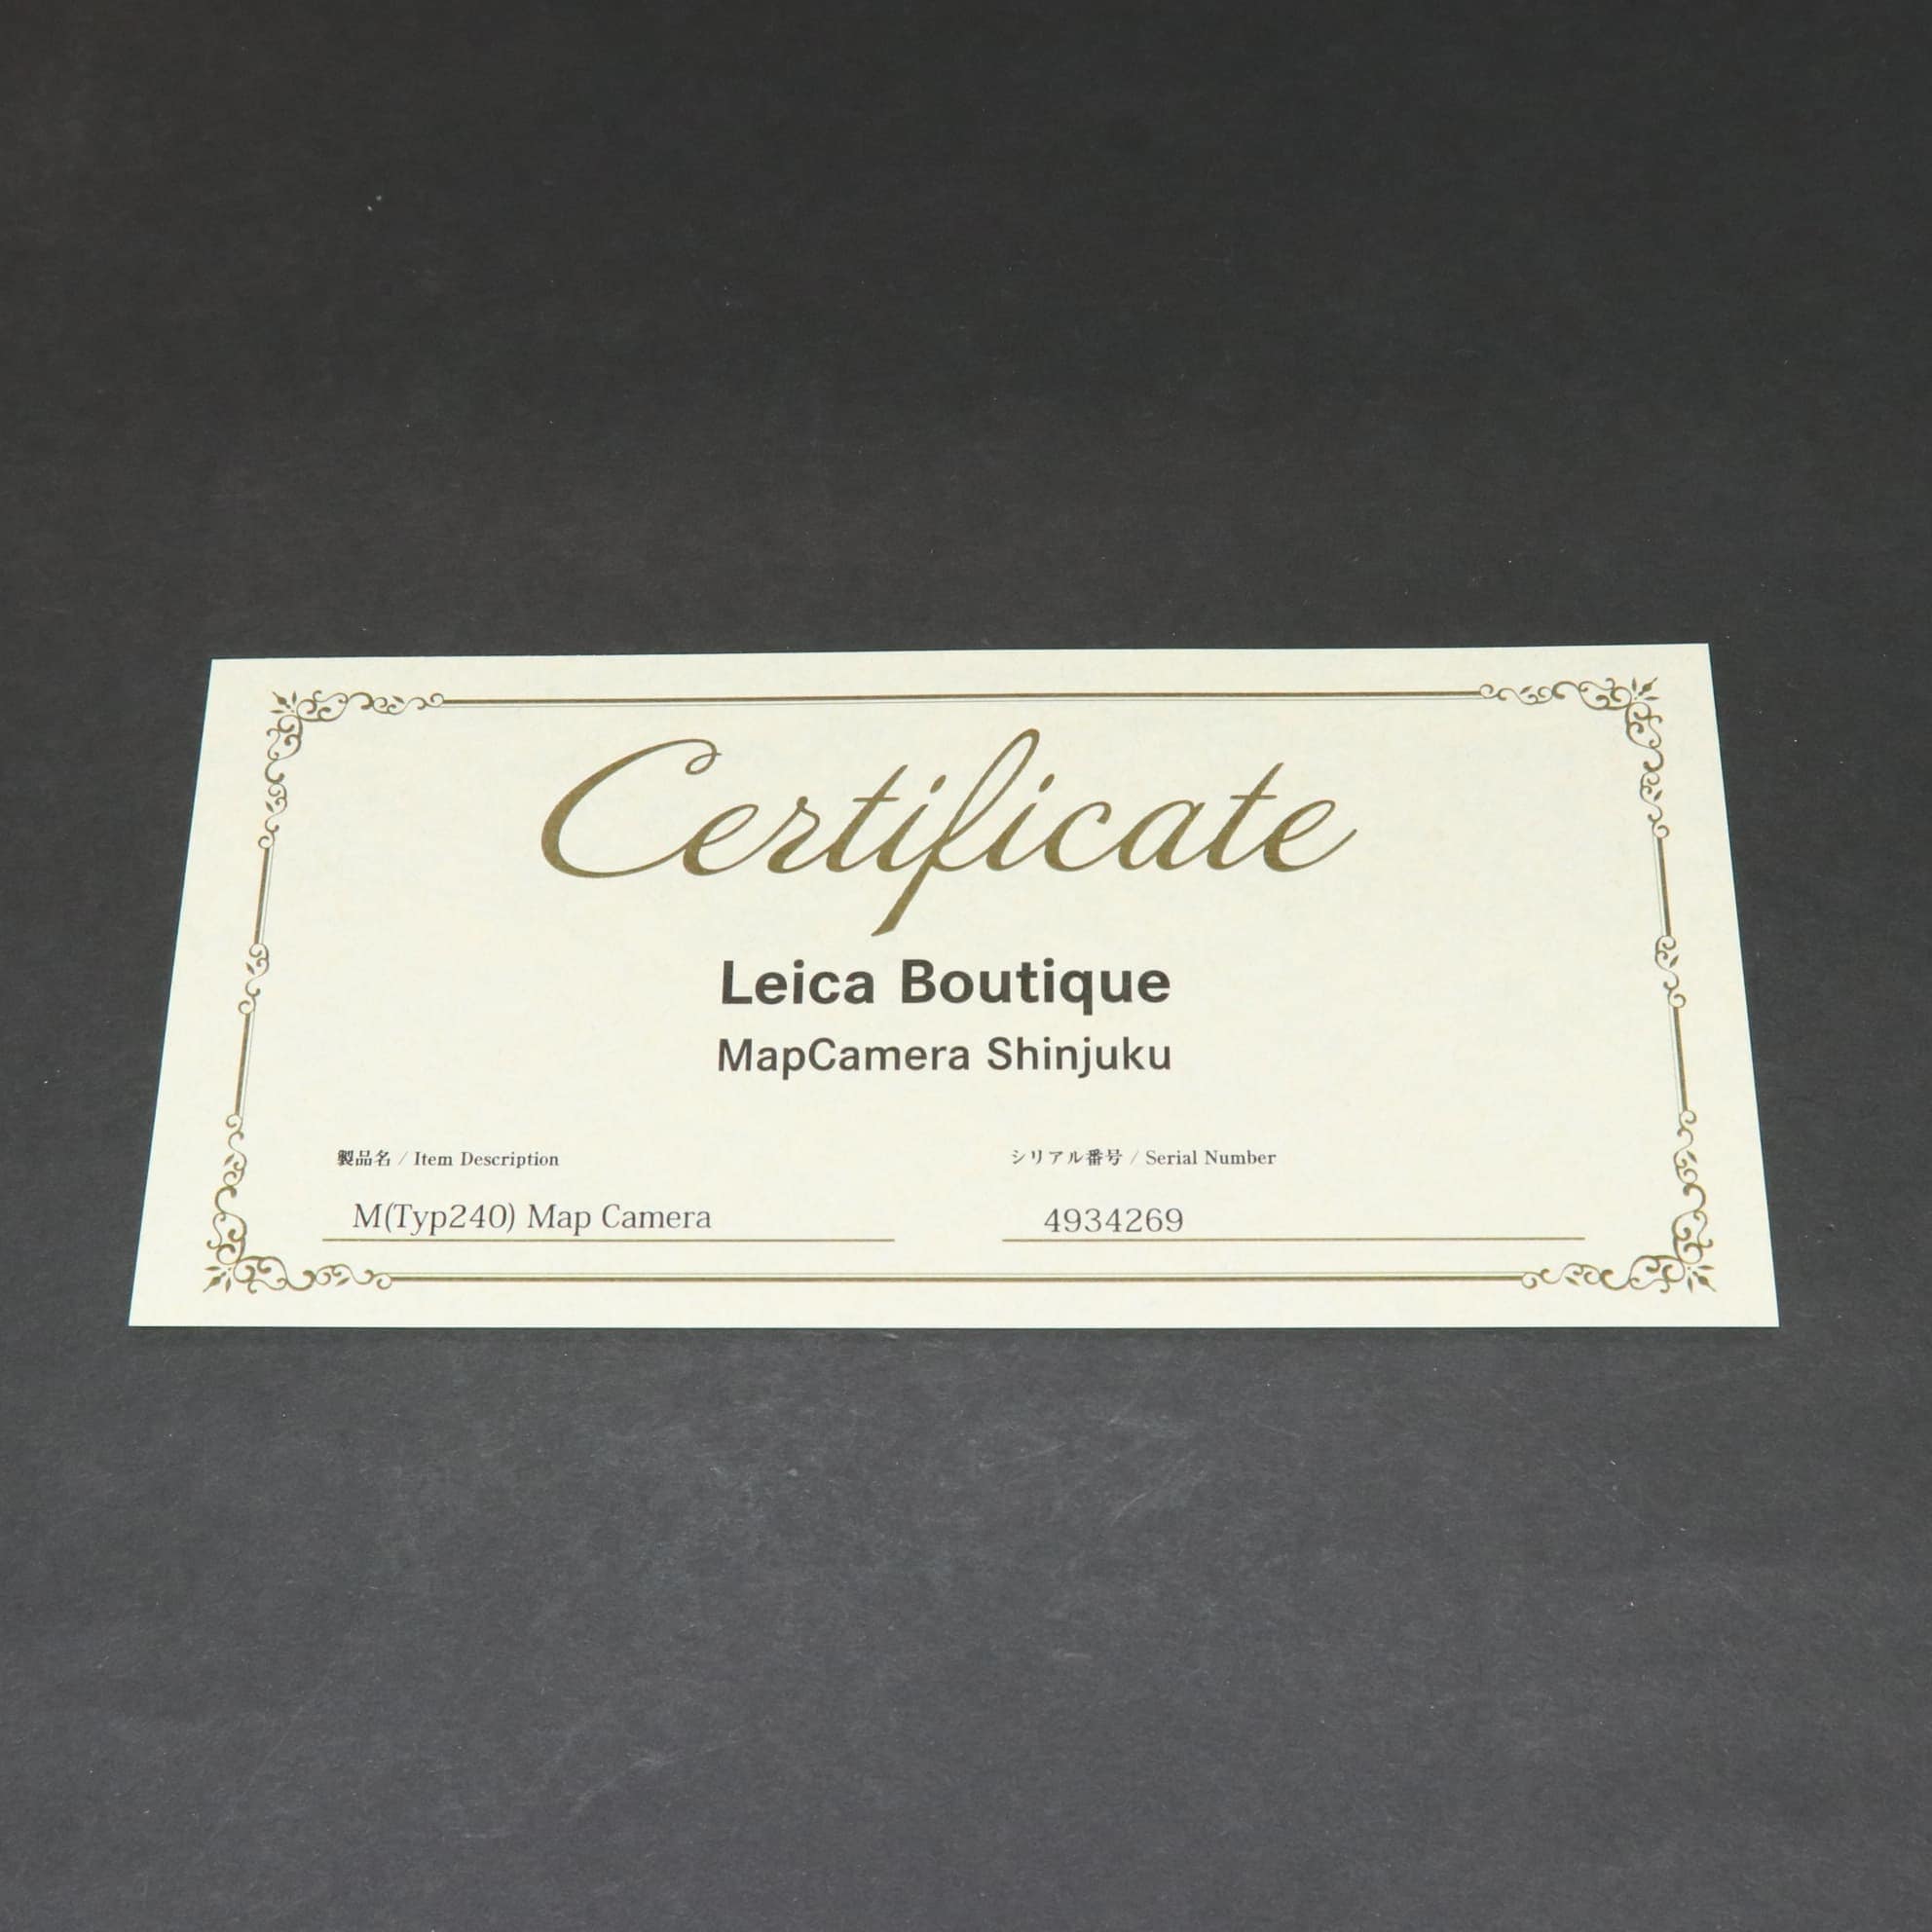 Certificate
Leica Boutique
MapCamera Shinjuku
製品名 / Item Description
シリアル番号 / Serial Number
M(Typ240) Map Camera
4934269